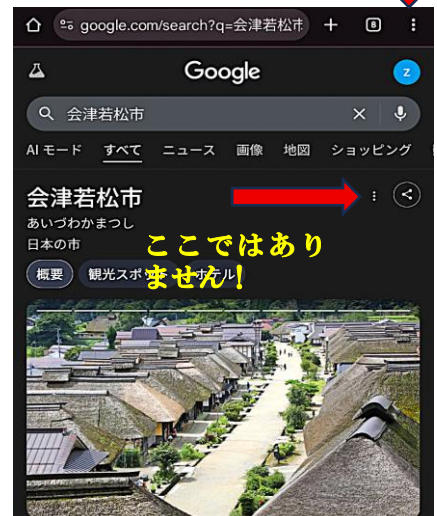 google.com/search?q=会津若松市
8
Google
z
会津若松市
AI モード すべて ニュース 画像 地図 ショッピング
会津若松市
あいづわかまつし
日本の市
ここではあり
ません!
概要 観光スポ ホテル